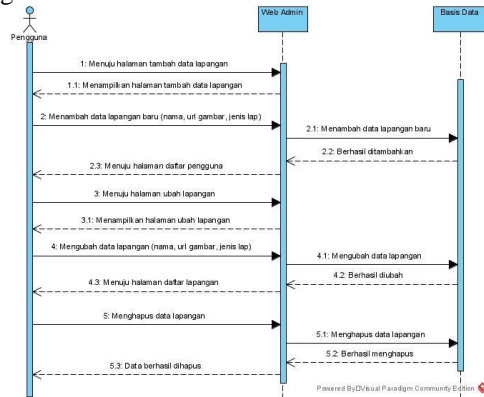 Pengguna
Web Admin
Basis Data
1: Menuju halaman tambah data lapangan
1.1: Menampilkan halaman tambah data lapangan
2: Menambah data lapangan baru (nama, url gambar, jenis lap)
2.1: Menambah data lapangan baru
2.2: Berhasil ditambahkan
2.3: Menuju halaman daftar pengguna
3: Menuju halaman ubah lapangan
3.1: Menampilkan halaman ubah lapangan
4: Mengubah data lapangan (nama, url gambar, jenis lap)
4.1: Mengubah data lapangan
4.2: Berhasil diubah
4.3: Menuju halaman daftar lapangan
5: Menghapus data lapangan
5.1: Menghapus data lapangan
5.2: Berhasil menghapus
5.3: Data berhasil dihapus
Powered By Visual Paradigm Community Edition